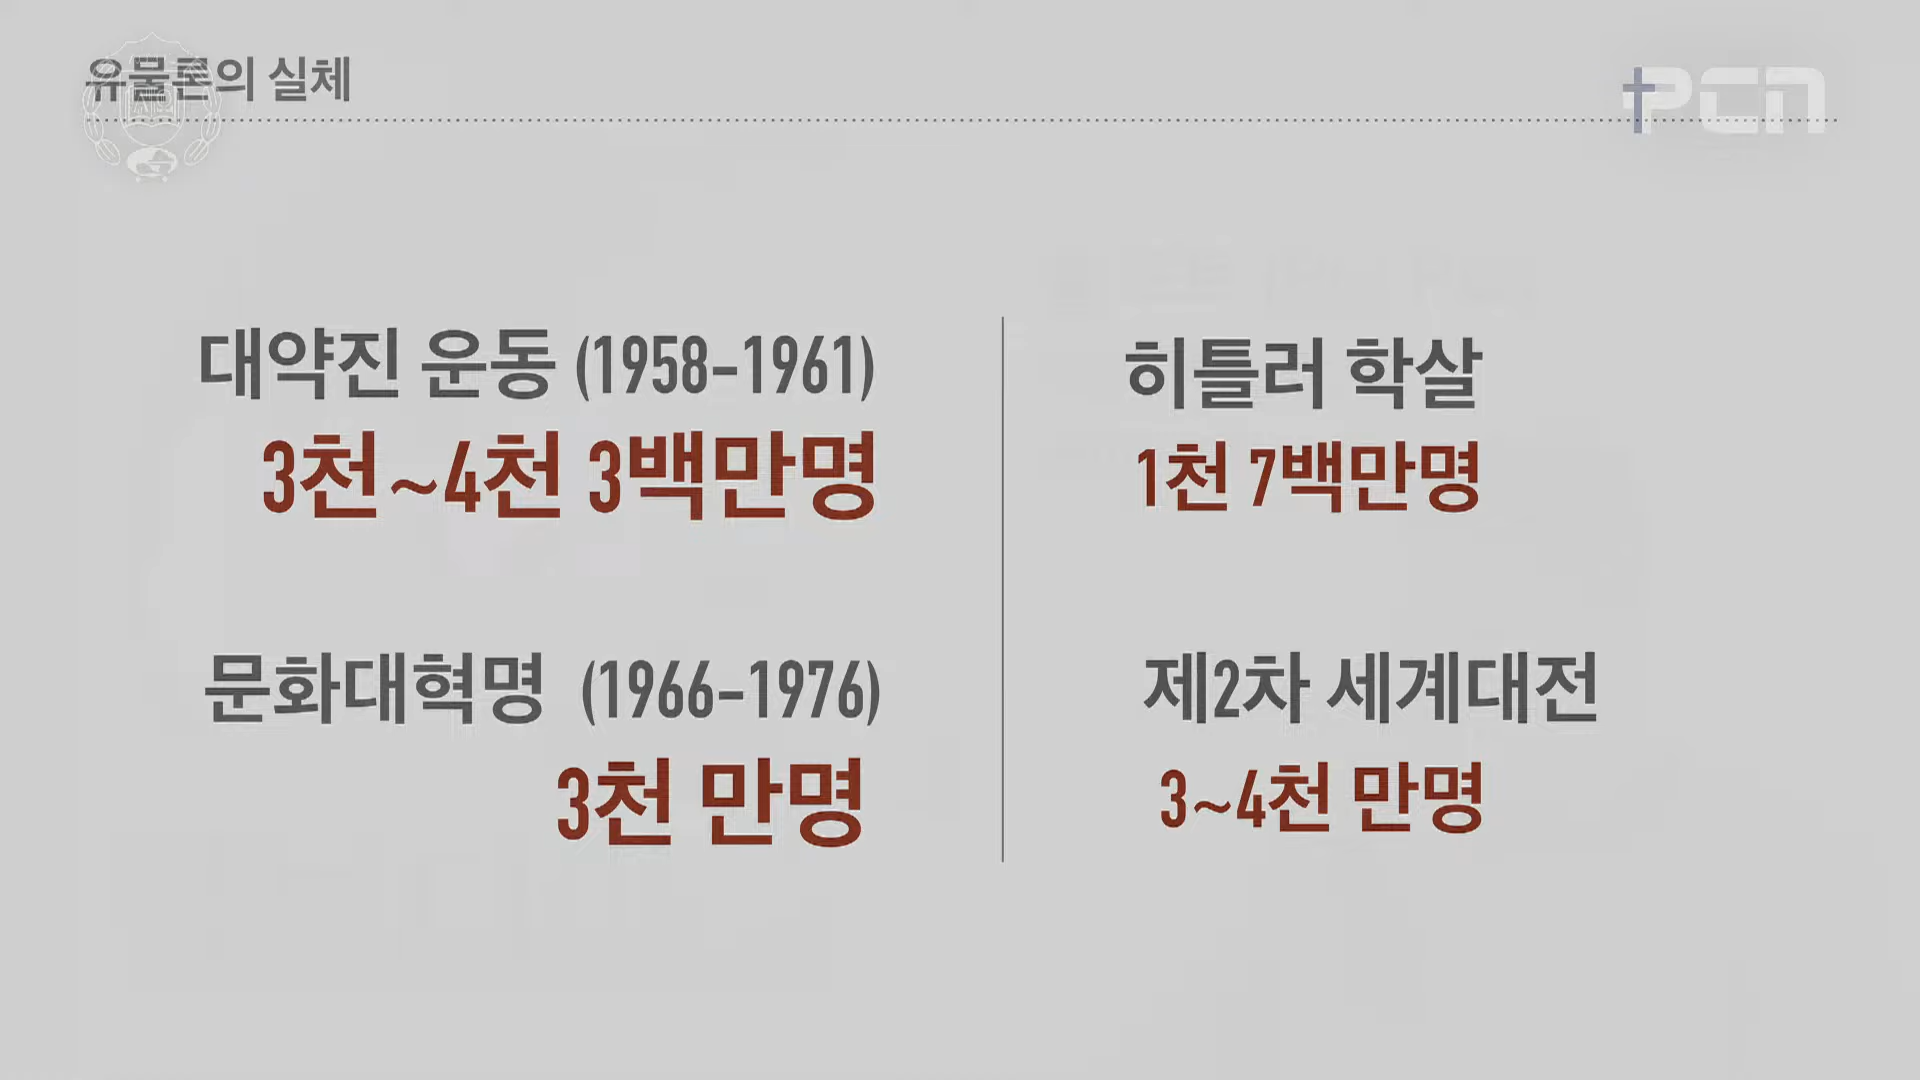 유물론의 실체
PCN
대약진 운동 (1958-1961)
3천~4천 3백만명
문화대혁명 (1966-1976)
3천 만명
히틀러 학살
1천 7백만명
제2차 세계대전
3~4천 만명